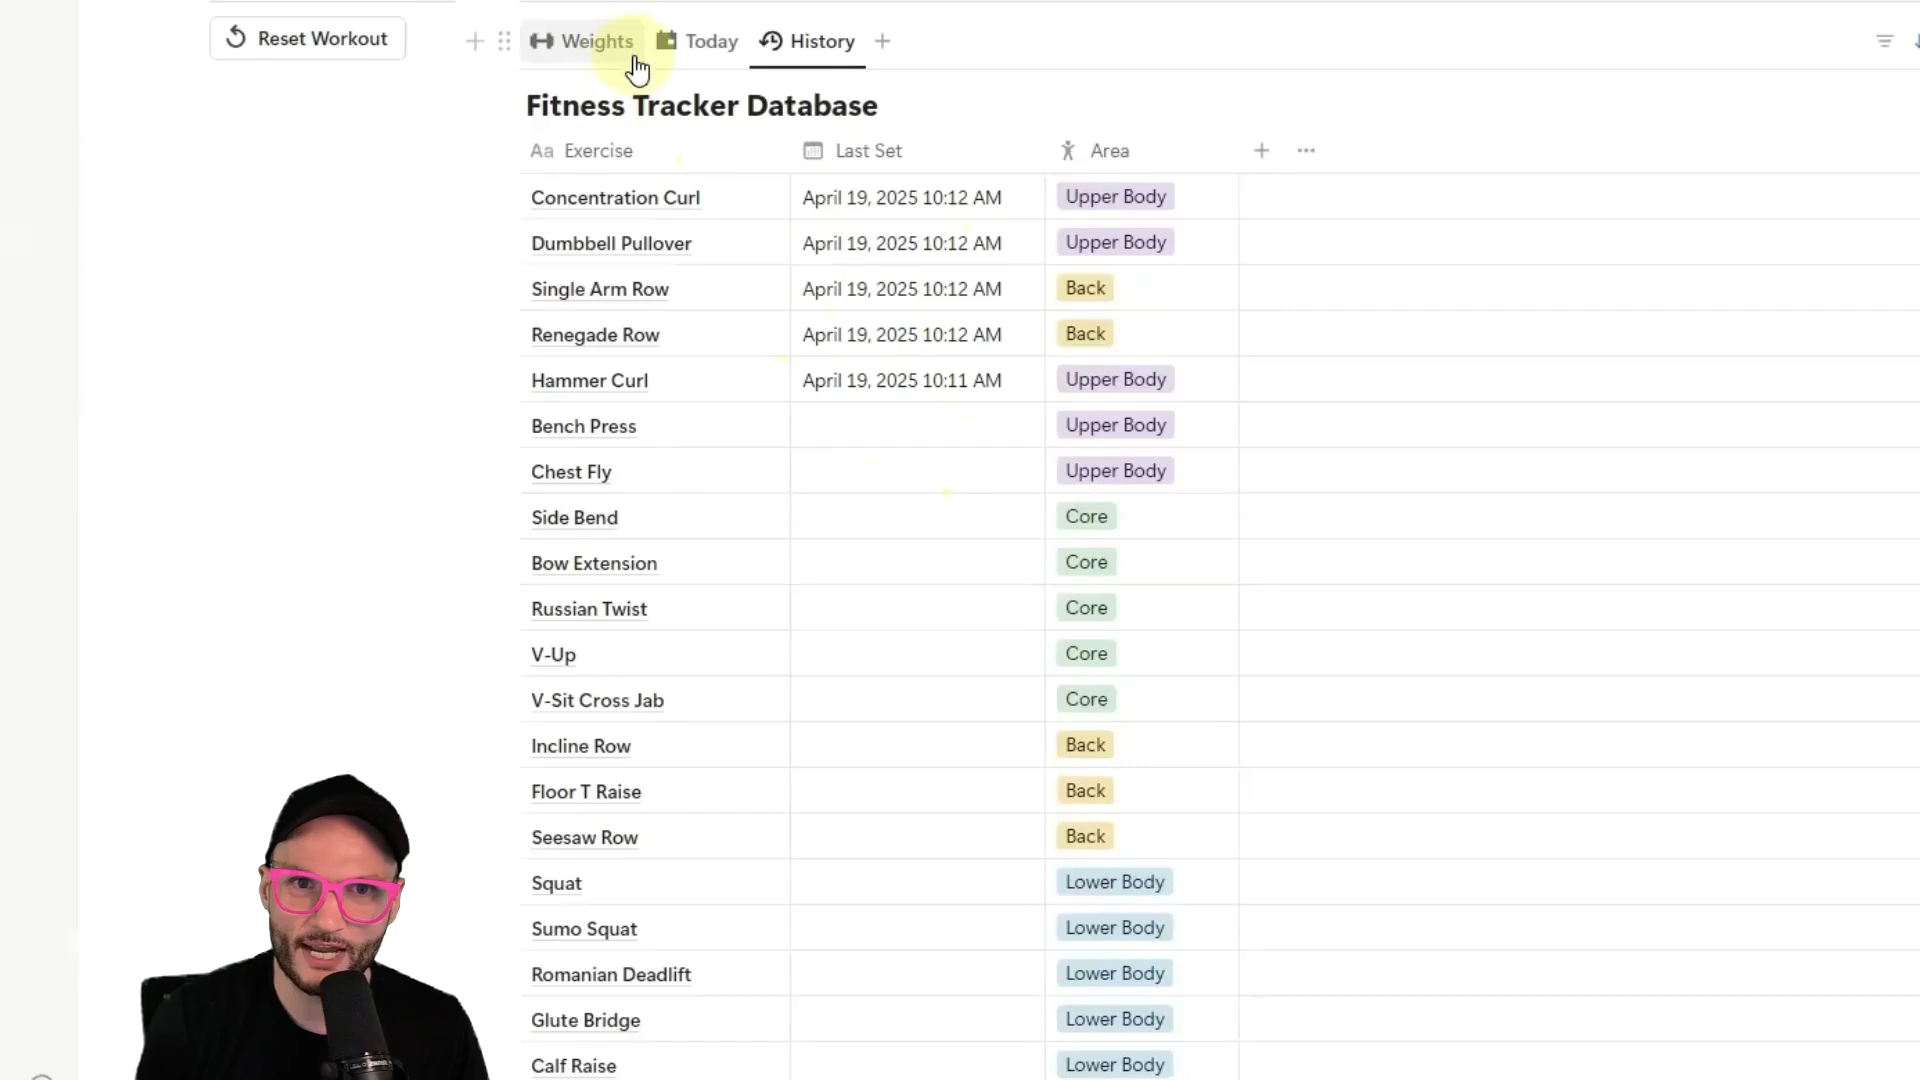 Reset Workout
Weights Today History
Fitness Tracker Database
Aa Exercise Last Set Area
Concentration Curl April 19, 2025 10:12 AM Upper Body
Dumbbell Pullover April 19, 2025 10:12 AM Upper Body
Single Arm Row April 19, 2025 10:12 AM Back
Renegade Row April 19, 2025 10:12 AM Back
Hammer Curl April 19, 2025 10:11 AM Upper Body
Bench Press Upper Body
Chest Fly Upper Body
Side Bend Core
Bow Extension Core
Russian Twist Core
V-Up Core
V-Sit Cross Jab Core
Incline Row Back
Floor T Raise Back
Seesaw Row Back
Squat Lower Body
Sumo Squat Lower Body
Romanian Deadlift Lower Body
Glute Bridge Lower Body
Calf Raise Lower Body